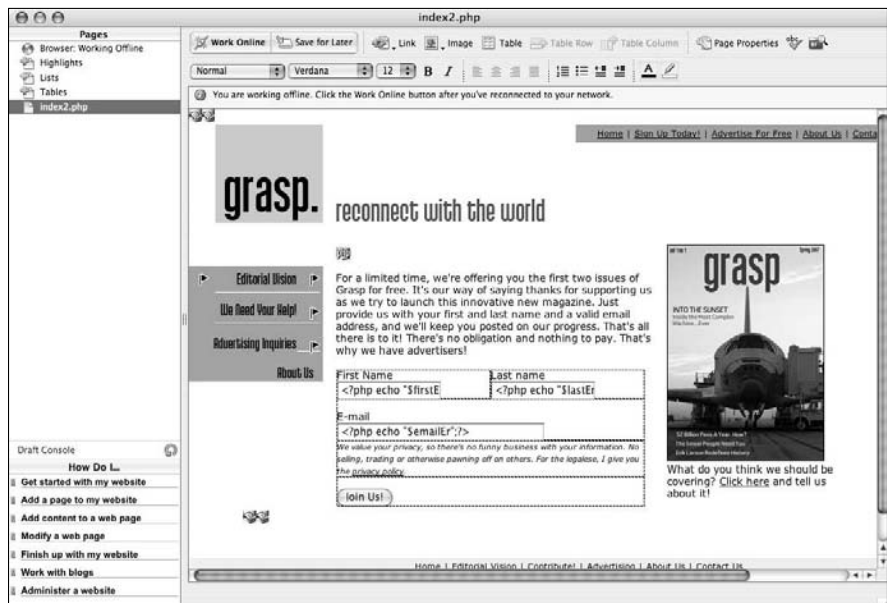 index2.php
Pages
Browser: Working Offline
Highlights
Lists
Tables
index2.php
Work Online Save for Later Link Image Table Table Row Table Column Page Properties
Normal Verdana 12 B I
You are working offline. Click the Work Online button after you've reconnected to your network.
Home | Sign Up Today! | Advertise For Free | About Us | Conta
grasp.
reconnect with the world
Editorial Vision
We Need Your Help!
Advertising Inquiries
About Us
For a limited time, we're offering you the first two issues of
Grasp for free. It's our way of saying thanks for supporting us
as we try to launch this innovative new magazine. Just
provide us with your first and last name and a valid email
address, and we'll keep you posted on our progress. That's all
there is to it! There's no obligation and nothing to pay. That's
why we have advertisers!
First Name Last name
<?php echo "$firstE <?php echo "$lastEr
E-mail
<?php echo "$emailEr";?>
We value your privacy, so there's no funny business with your information. No
selling, trading or otherwise pawning off on others. For the legalese, I give you
the privacy policy.
Join Us!
grasp
INTO THE SUNSET
Inside the Most Complex
Machine...Ever
What do you think we should be
covering? Click here and tell us
about it!
Home | Editorial Vision | Contribute! | Advertising | About Us | Contact Us
Draft Console
How Do I...
Get started with my website
Add a page to my website
Add content to a web page
Modify a web page
Finish up with my website
Work with blogs
Administer a website